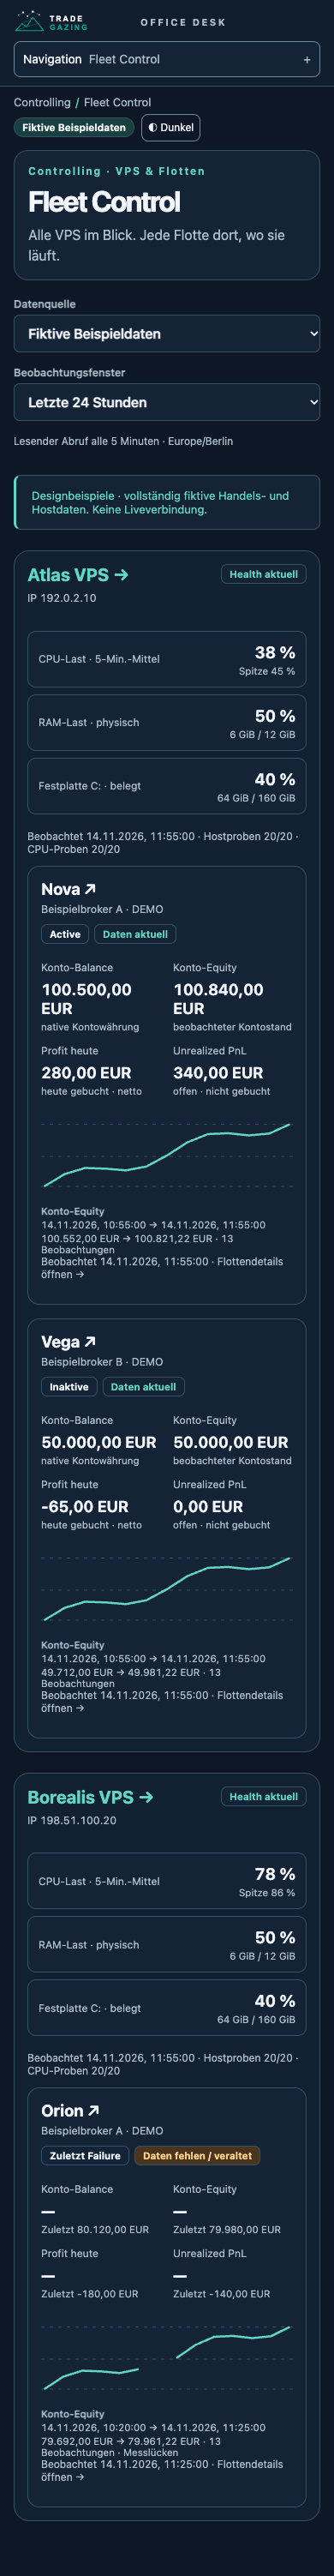 TRADE
GAZING
OFFICE DESK
Navigation Fleet Control +
Controlling / Fleet Control
Fiktive Beispieldaten
Dunkel
Controlling · VPS & Flotten
Fleet Control
Alle VPS im Blick. Jede Flotte dort, wo sie
läuft.
Datenquelle
Fiktive Beispieldaten
Beobachtungsfenster
Letzte 24 Stunden
Lesender Abruf alle 5 Minuten · Europe/Berlin
Designbeispiele · vollständig fiktive Handels- und
Hostdaten. Keine Liveverbindung.
Atlas VPS → Health aktuell
IP 192.0.2.10
CPU-Last · 5-Min.-Mittel 38 %
Spitze 45 %
RAM-Last · physisch 50 %
6 GiB / 12 GiB
Festplatte C: · belegt 40 %
64 GiB / 160 GiB
Beobachtet 14.11.2026, 11:55:00 · Hostproben 20/20 ·
CPU-Proben 20/20
Nova ↗
Beispielbroker A · DEMO
Active Daten aktuell
Konto-Balance Konto-Equity
100.500,00 100.840,00
EUR EUR
native Kontowährung beobachteter Kontostand
Profit heute Unrealized PnL
280,00 EUR 340,00 EUR
heute gebucht · netto offen · nicht gebucht
Konto-Equity
14.11.2026, 10:55:00 → 14.11.2026, 11:55:00
100.552,00 EUR → 100.821,22 EUR · 13
Beobachtungen
Beobachtet 14.11.2026, 11:55:00 · Flottendetails
öffnen →
Vega ↗
Beispielbroker B · DEMO
Inaktive Daten aktuell
Konto-Balance Konto-Equity
50.000,00 EUR 50.000,00 EUR
native Kontowährung beobachteter Kontostand
Profit heute Unrealized PnL
-65,00 EUR 0,00 EUR
heute gebucht · netto offen · nicht gebucht
Konto-Equity
14.11.2026, 10:55:00 → 14.11.2026, 11:55:00
49.712,00 EUR → 49.981,22 EUR · 13
Beobachtungen
Beobachtet 14.11.2026, 11:55:00 · Flottendetails
öffnen →
Borealis VPS → Health aktuell
IP 198.51.100.20
CPU-Last · 5-Min.-Mittel 78 %
Spitze 86 %
RAM-Last · physisch 50 %
6 GiB / 12 GiB
Festplatte C: · belegt 40 %
64 GiB / 160 GiB
Beobachtet 14.11.2026, 11:55:00 · Hostproben 20/20 ·
CPU-Proben 20/20
Orion ↗
Beispielbroker A · DEMO
Zuletzt Failure Daten fehlen / veraltet
Konto-Balance Konto-Equity
— —
Zuletzt 80.120,00 EUR Zuletzt 79.980,00 EUR
Profit heute Unrealized PnL
— —
Zuletzt -180,00 EUR Zuletzt -140,00 EUR
Konto-Equity
14.11.2026, 10:20:00 → 14.11.2026, 11:25:00
79.692,00 EUR → 79.961,22 EUR · 13
Beobachtungen · Messlücken
Beobachtet 14.11.2026, 11:25:00 · Flottendetails
öffnen →